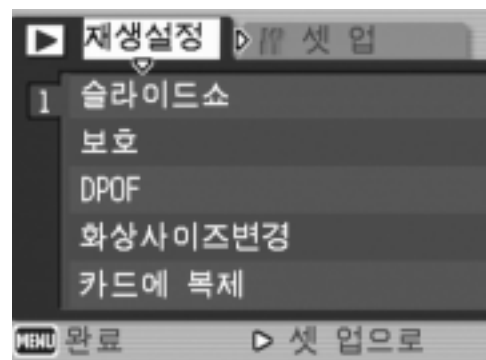 재생설정 셋 업
1 슬라이드쇼
보호
DPOF
화상사이즈변경
카드에 복제
MENU 완료 셋 업으로